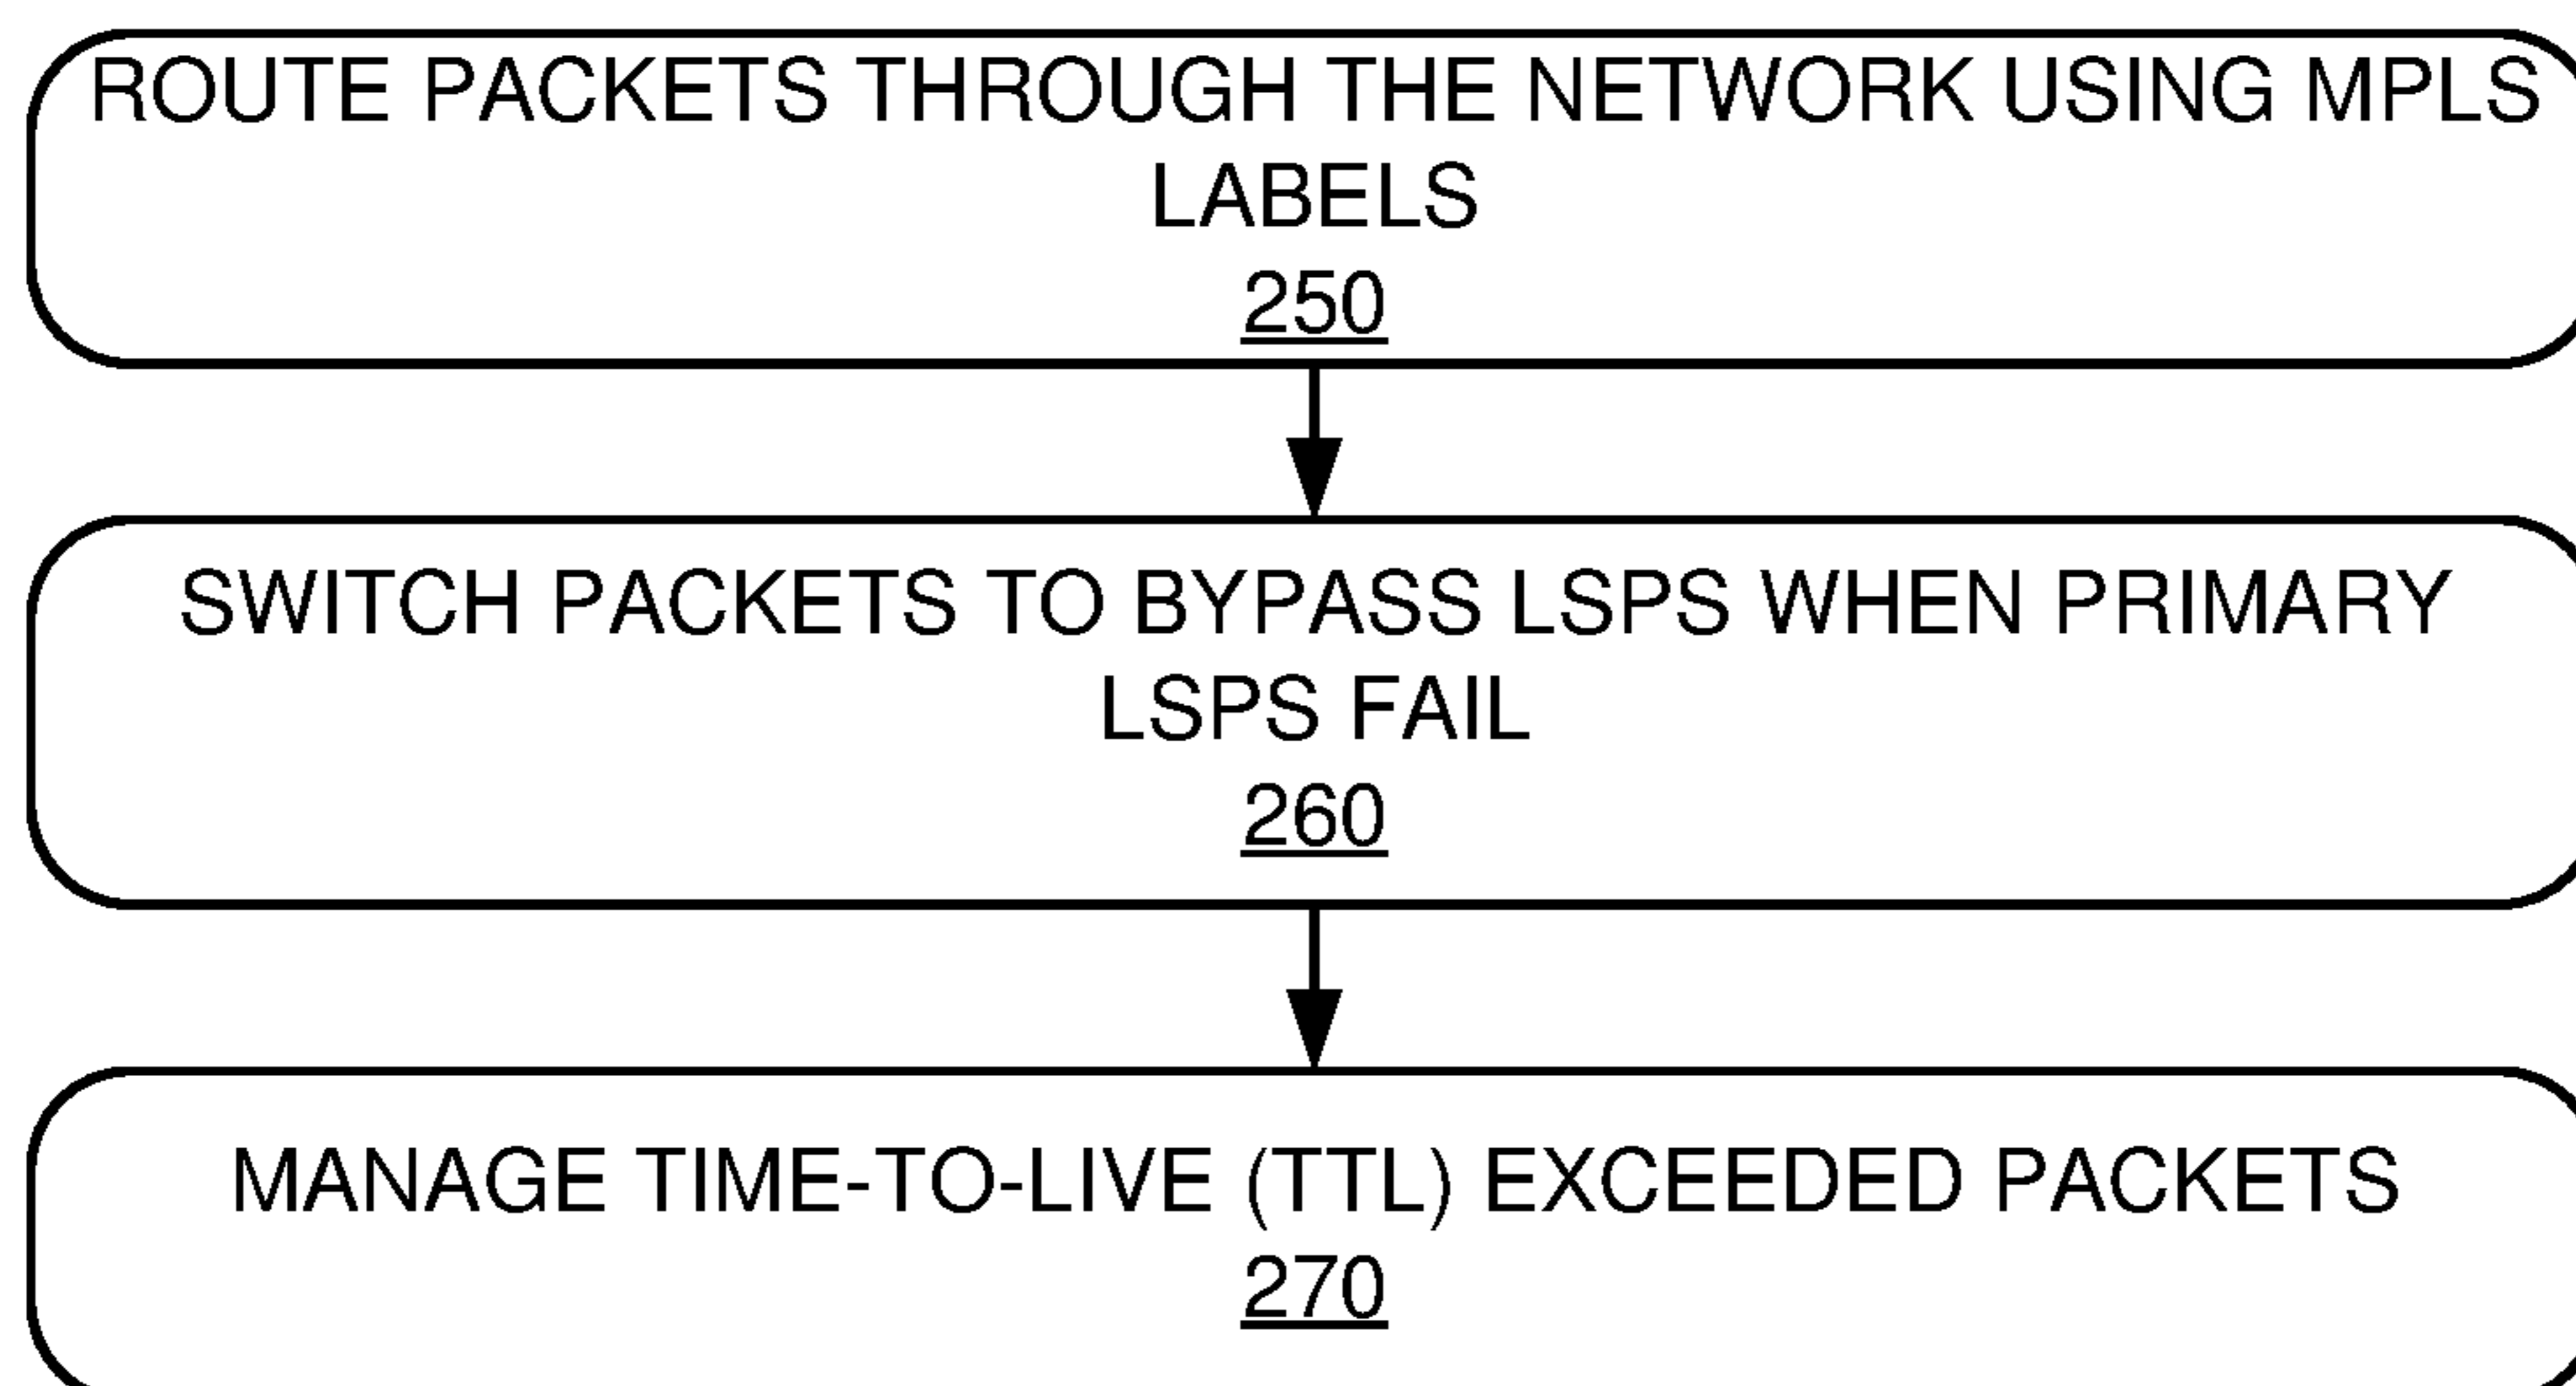 ROUTE PACKETS THROUGH THE NETWORK USING MPLS
LABELS
250
SWITCH PACKETS TO BYPASS LSPS WHEN PRIMARY
LSPS FAIL
260
MANAGE TIME-TO-LIVE (TTL) EXCEEDED PACKETS
270